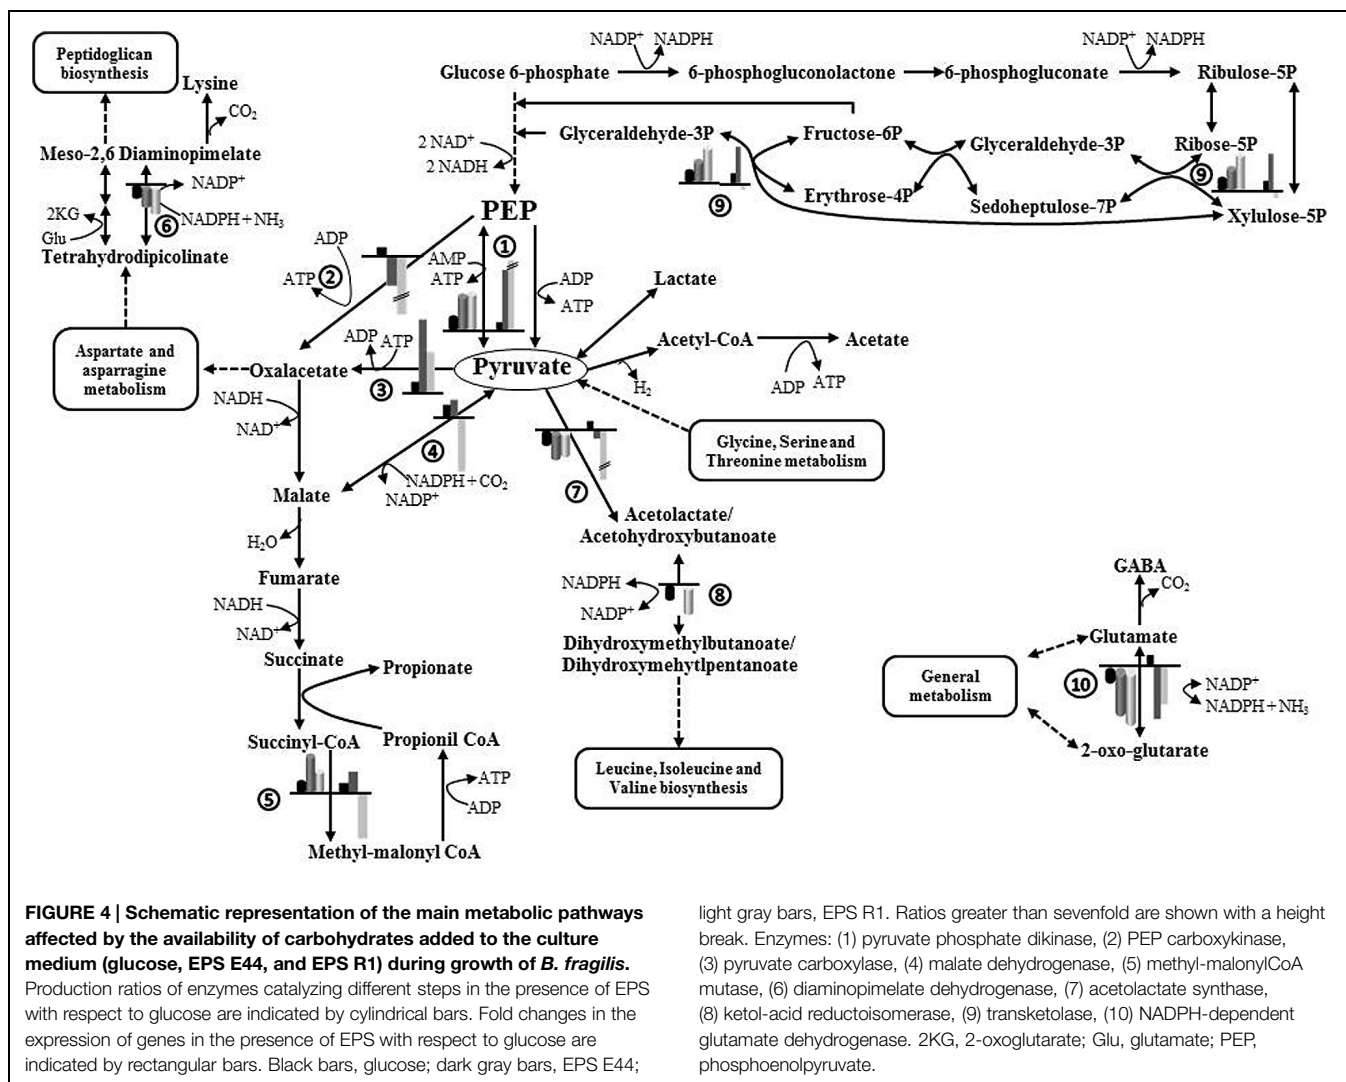 NADP⁺ NADPH
NADP⁺ NADPH
Peptidoglican
biosynthesis
Glucose 6-phosphate
6-phosphogluconolactone
6-phosphogluconate
Ribulose-5P
Lysine
CO₂
2 NAD⁺
2 NADH
Glyceraldehyde-3P
Fructose-6P
Glyceraldehyde-3P
Ribose-5P
Meso-2,6 Diaminopimelate
NADP⁺
9
9
Erythrose-4P
Sedoheptulose-7P
Xylulose-5P
2KG
Glu
6
NADPH + NH₃
PEP
Tetrahydrodipicolinate
ADP
ATP
2
AMP
ATP
1
ADP
ATP
Lactate
Aspartate and
asparragine
metabolism
Oxalacetate
ADP
ATP
3
Pyruvate
H₂
Acetyl-CoA
Acetate
ADP
ATP
NADH
NAD⁺
4
NADPH + CO₂
NADP⁺
Glycine, Serine and
Threonine metabolism
7
Malate
Acetolactate/
Acetohydroxybutanoate
H₂O
Fumarate
NADPH
NADP⁺
8
GABA
CO₂
NADH
NAD⁺
Dihydroxymethylbutanoate/
Dihydroxymehytlpentanoate
Glutamate
Succinate
Propionate
General
metabolism
10
NADP⁺
NADPH + NH₃
Succinyl-CoA
Propionil CoA
2-oxo-glutarate
5
ATP
ADP
Leucine, Isoleucine and
Valine biosynthesis
Methyl-malonyl CoA
FIGURE 4 | Schematic representation of the main metabolic pathways
affected by the availability of carbohydrates added to the culture
medium (glucose, EPS E44, and EPS R1) during growth of B. fragilis.
Production ratios of enzymes catalyzing different steps in the presence of EPS
with respect to glucose are indicated by cylindrical bars. Fold changes in the
expression of genes in the presence of EPS with respect to glucose are
indicated by rectangular bars. Black bars, glucose; dark gray bars, EPS E44;
light gray bars, EPS R1. Ratios greater than sevenfold are shown with a height
break. Enzymes: (1) pyruvate phosphate dikinase, (2) PEP carboxykinase,
(3) pyruvate carboxylase, (4) malate dehydrogenase, (5) methyl-malonylCoA
mutase, (6) diaminopimelate dehydrogenase, (7) acetolactate synthase,
(8) ketol-acid reductoisomerase, (9) transketolase, (10) NADPH-dependent
glutamate dehydrogenase. 2KG, 2-oxoglutarate; Glu, glutamate; PEP,
phosphoenolpyruvate.